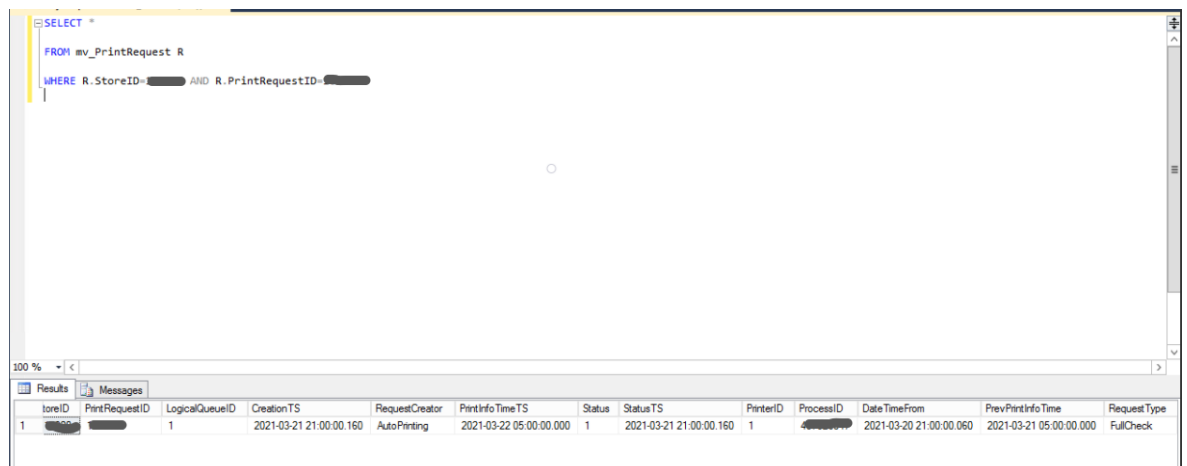 SELECT *
FROM mv_PrintRequest R
WHERE R.StoreID= AND R.PrintRequestID=
100 %
Results Messages
toreID PrintRequestID LogicalQueueID CreationTS RequestCreator PrintInfoTimeTS Status StatusTS PrinterID ProcessID DateTimeFrom PrevPrintInfoTime RequestType
1 1 2021-03-21 21:00:00.160 AutoPrinting 2021-03-22 05:00:00.000 1 2021-03-21 21:00:00.160 1 2021-03-20 21:00:00.060 2021-03-21 05:00:00.000 FullCheck